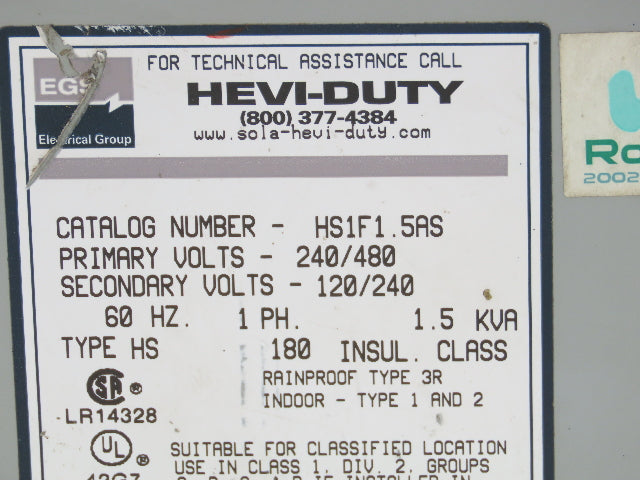 FOR TECHNICAL ASSISTANCE CALL
EGS
HEVI-DUTY
(800) 377-4384
www.sola-hevi-duty.com
Electrical Group
Ro
2002
CATALOG NUMBER - HS1F1.5AS
PRIMARY VOLTS - 240/480
SECONDARY VOLTS - 120/240
60 HZ. 1 PH. 1.5 KVA
TYPE HS 180 INSUL. CLASS
SA ® RAINPROOF TYPE 3R
LR14328 INDOOR - TYPE 1 AND 2
UL ® SUITABLE FOR CLASSIFIED LOCATION
USE IN CLASS 1, DIV. 2, GROUPS